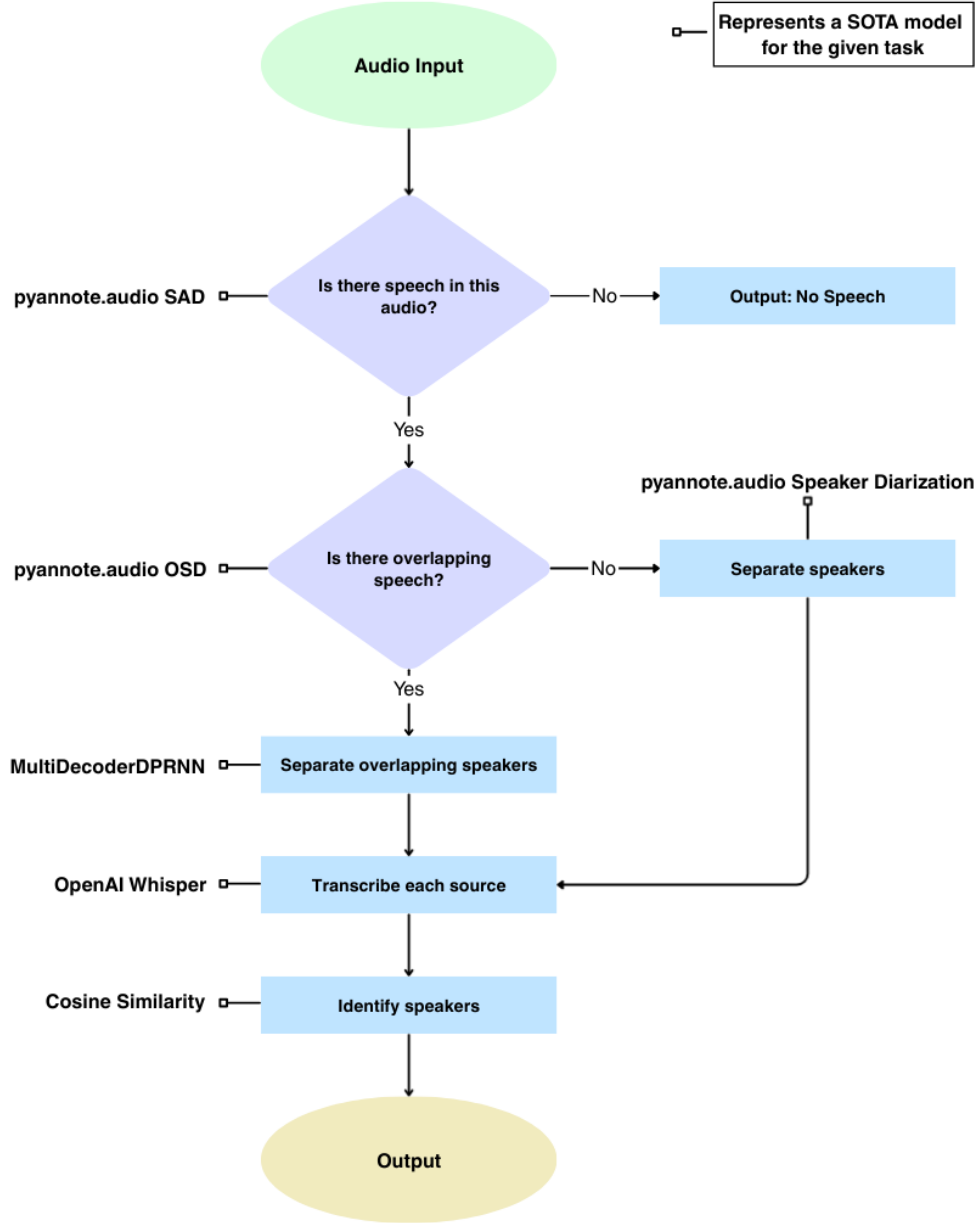 Represents a SOTA model
for the given task
Audio Input
Is there speech in this
audio?
pyannote.audio SAD
No
Output: No Speech
Yes
pyannote.audio Speaker Diarization
Is there overlapping
speech?
pyannote.audio OSD
No
Separate speakers
Yes
MultiDecoderDPRNN
Separate overlapping speakers
OpenAI Whisper
Transcribe each source
Cosine Similarity
Identify speakers
Output